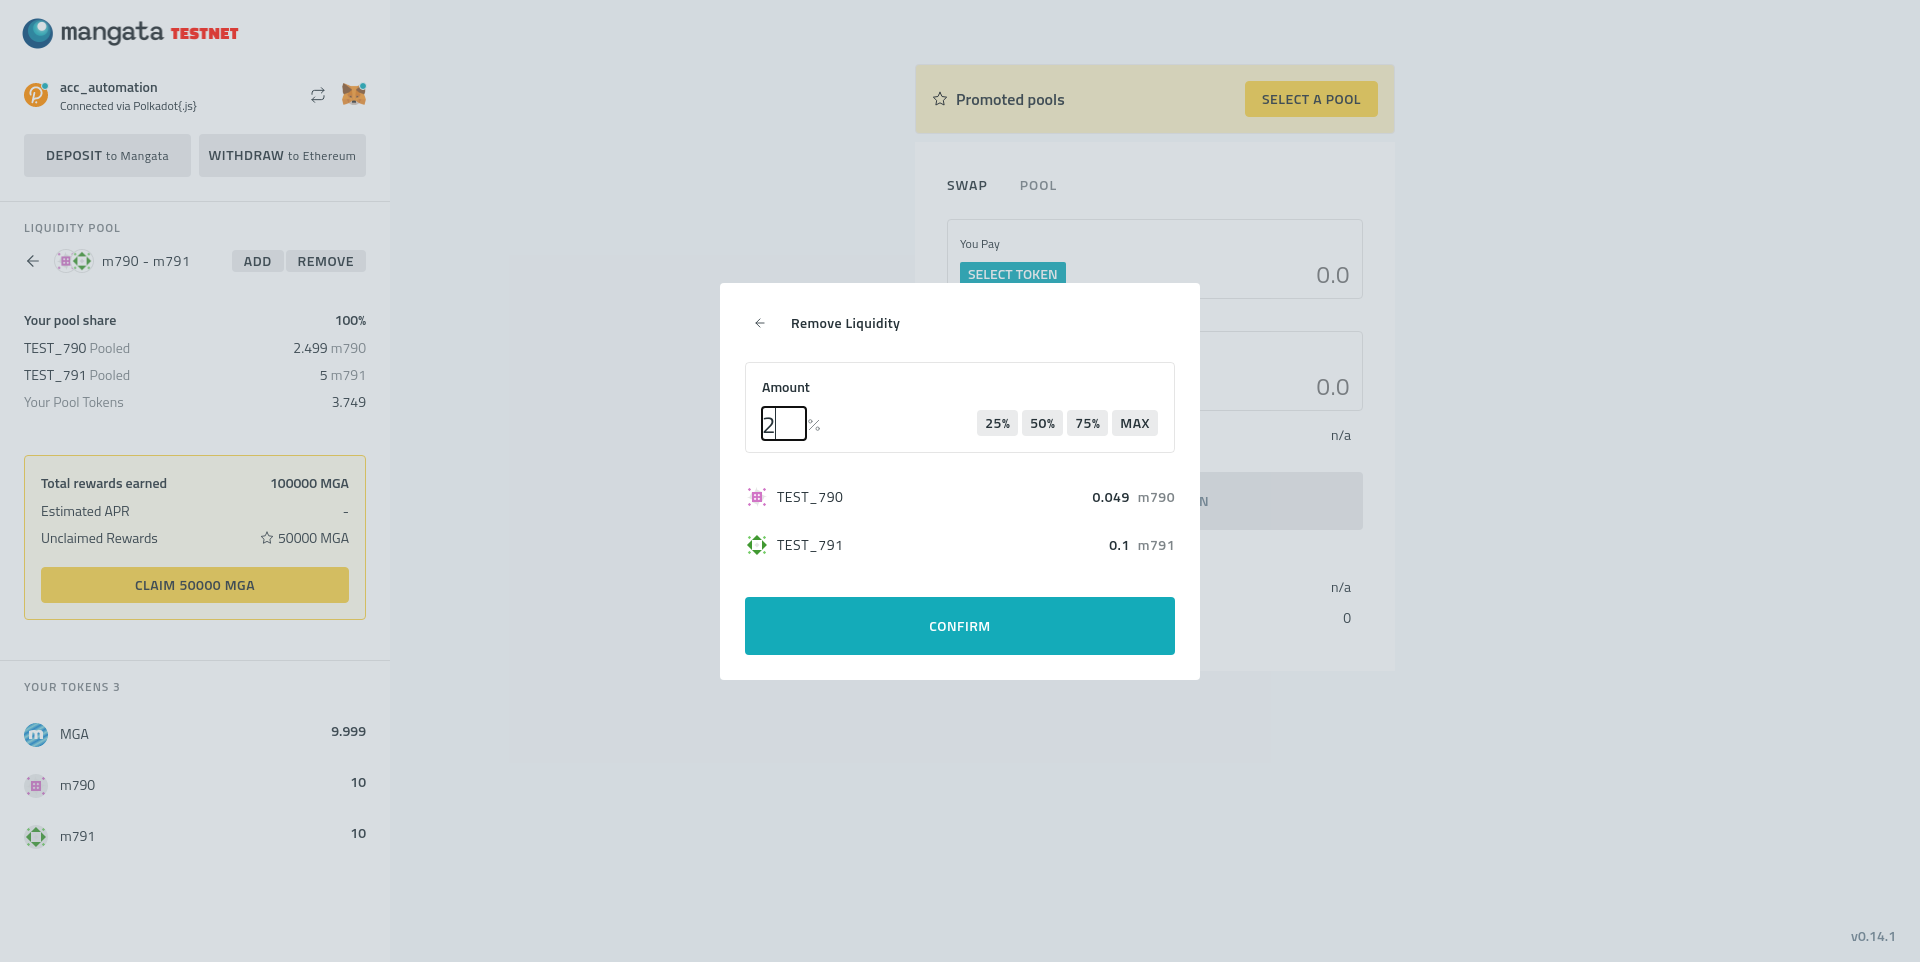 mangata TESTNET
acc_automation
Connected via Polkadot{.js}
DEPOSIT to Mangata
WITHDRAW to Ethereum
LIQUIDITY POOL
m790 - m791
ADD
REMOVE
Your pool share 100%
TEST_790 Pooled 2.499 m790
TEST_791 Pooled 5 m791
Your Pool Tokens 3.749
Total rewards earned 100000 MGA
Estimated APR -
Unclaimed Rewards 50000 MGA
CLAIM 50000 MGA
YOUR TOKENS 3
MGA 9.999
m790 10
m791 10
Promoted pools
SELECT A POOL
SWAP POOL
You Pay
SELECT TOKEN 0.0
0.0
n/a
N
n/a
0
Remove Liquidity
Amount
2 %
25% 50% 75% MAX
TEST_790 0.049 m790
TEST_791 0.1 m791
CONFIRM
v0.14.1